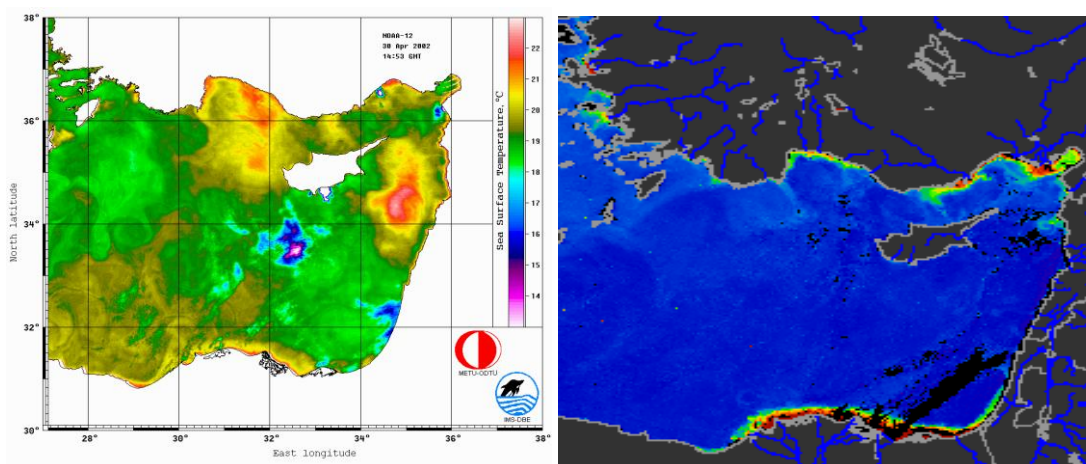 38°
36°
34°
32°
30°
North latitude
28°
30°
32°
34°
36°
38°
East longitude
NOAA-12
30 Apr 2002
14:53 GMT
Sea Surface Temperature,°C
22
21
20
19
18
17
16
15
14
METU-ODTU
IMS-DBE